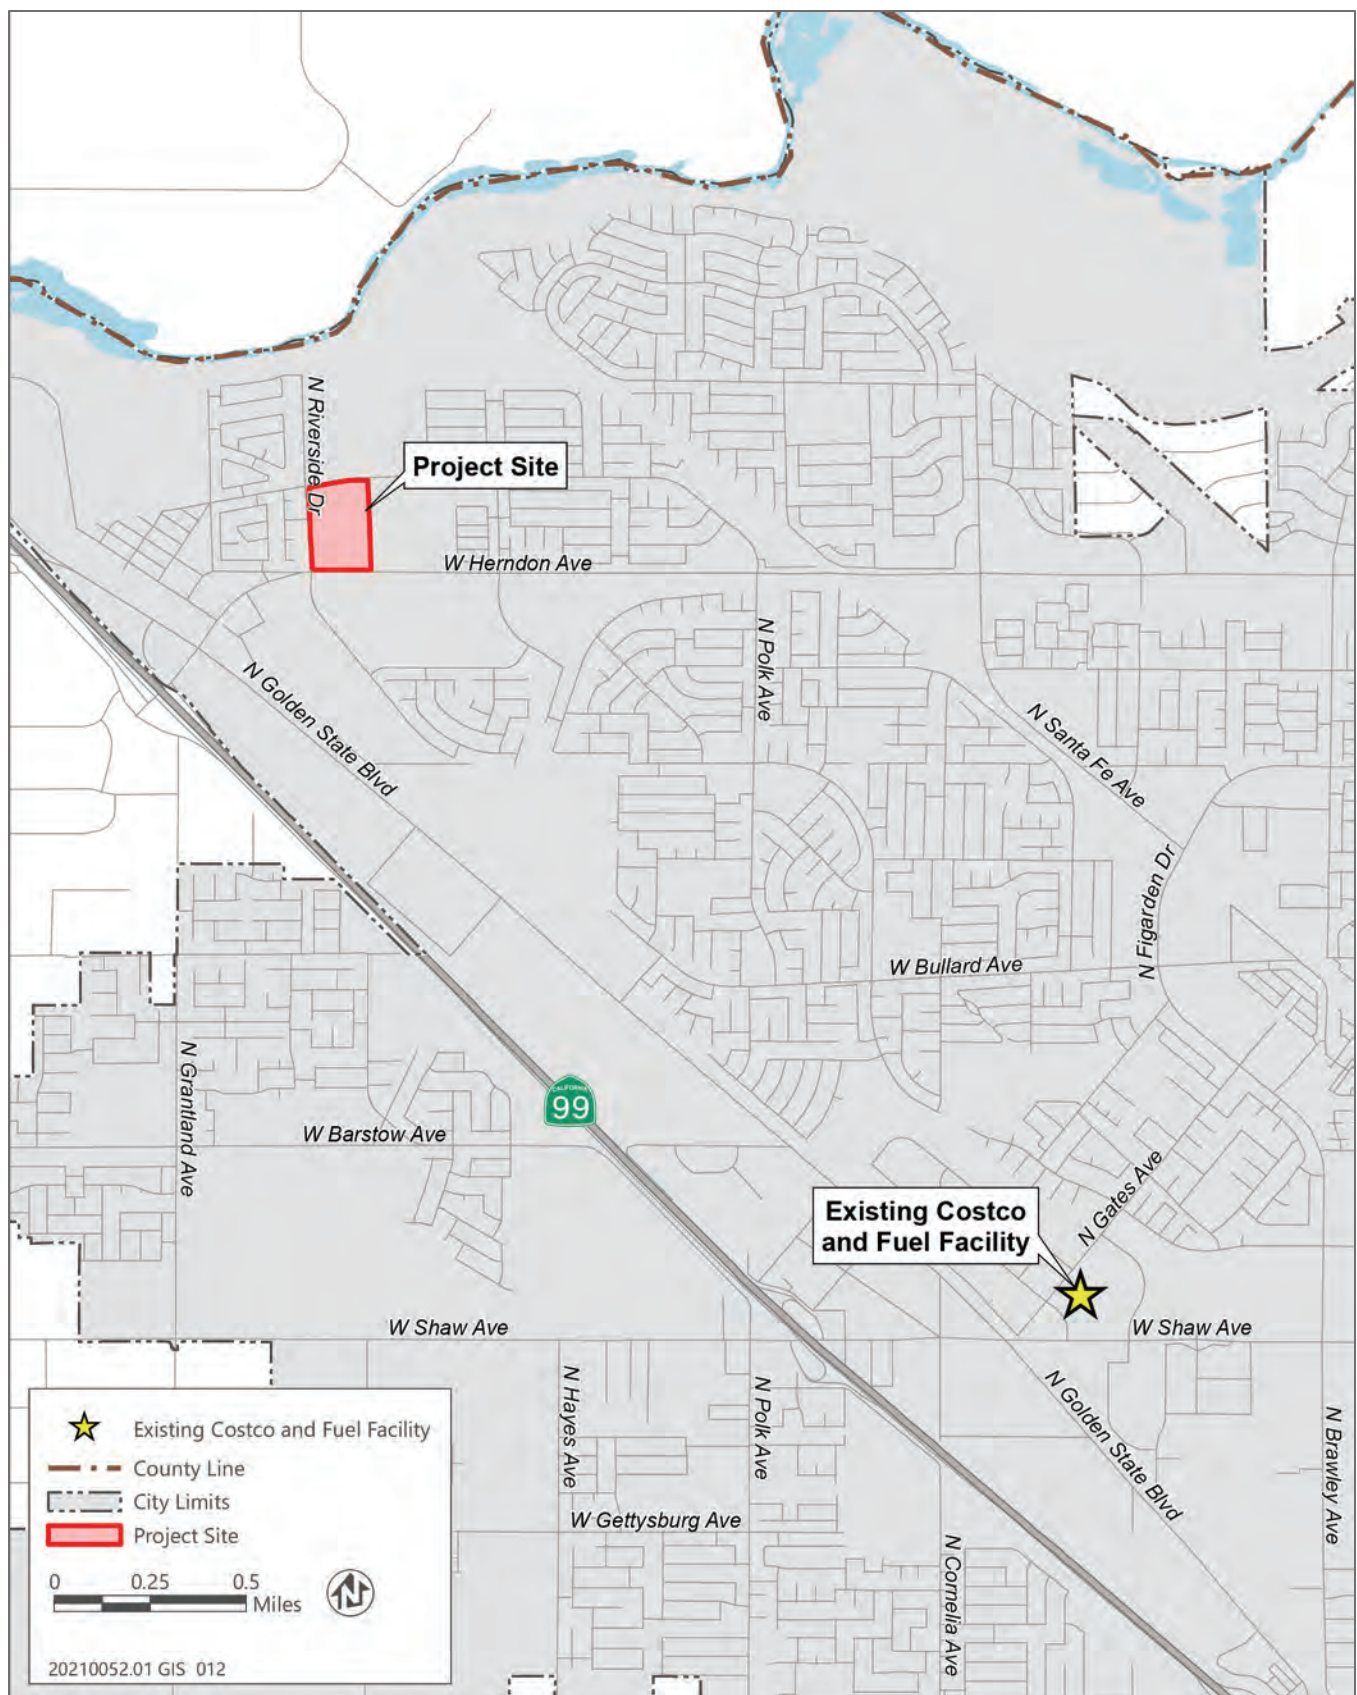 N Riverside Dr
Project Site
W Herndon Ave
N Polk Ave
N Golden State Blvd
N Santa Fe Ave
N Figarden Dr
W Bullard Ave
N Grantland Ave
CALIFORNIA
99
W Barstow Ave
N Gates Ave
Existing Costco
and Fuel Facility
W Shaw Ave
W Shaw Ave
N Hayes Ave
N Polk Ave
N Golden State Blvd
N Brawley Ave
W Gettysburg Ave
N Cornelia Ave
Existing Costco and Fuel Facility
County Line
City Limits
Project Site
0 0.25 0.5
Miles
N
20210052.01 GIS 012